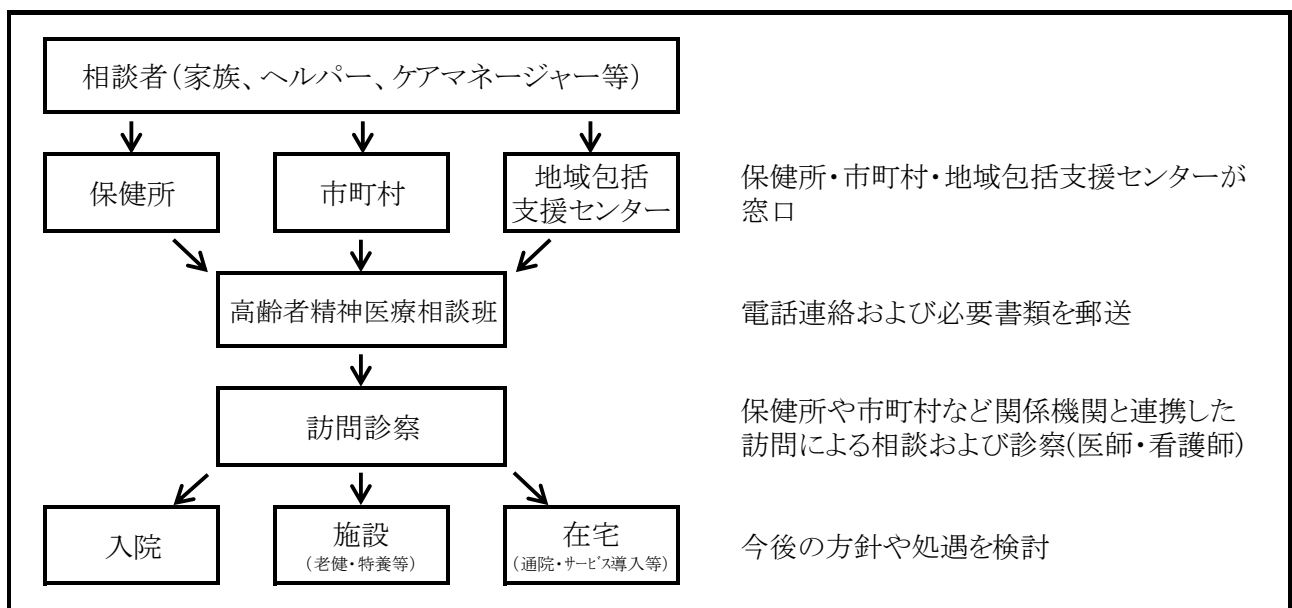 相談者(家族、ヘルパー、ケアマネージャー等)
保健所
市町村
地域包括
支援センター
保健所・市町村・地域包括支援センターが
窓口
高齢者精神医療相談班
電話連絡および必要書類を郵送
訪問診察
保健所や市町村など関係機関と連携した
訪問による相談および診察(医師・看護師)
入院
施設
(老健・特養等)
在宅
(通院・サービス導入等)
今後の方針や処遇を検討